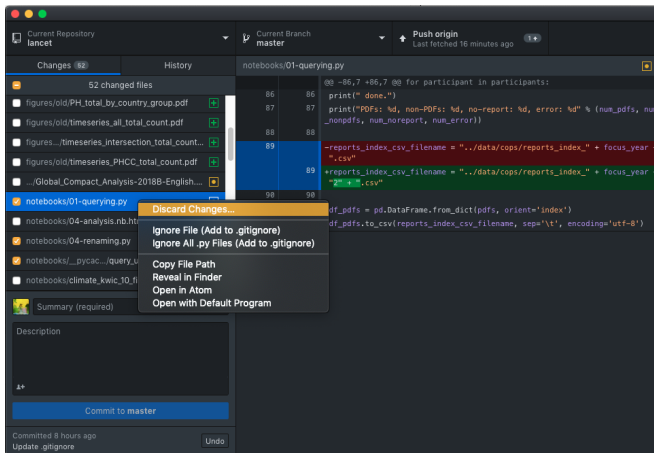 Current Repository
lancet
Current Branch
master
Push origin
Last fetched 16 minutes ago
1
Changes 52
History
notebooks/01-querying.py
52 changed files
figures/old/PH_total_by_country_group.pdf
figures/old/timeseries_all_total_count.pdf
figures.../timeseries_intersection_total_count...
figures/old/timeseries_PHCC_total_count.pdf
.../Global_Compact_Analysis-2018B-English....
notebooks/01-querying.py
notebooks/04-analysis.nb.htm
notebooks/04-renaming.py
notebooks/__pycac.../query_u
notebooks/climate_kwic_10_fi
@@ -86,7 +86,7 @@ for participant in participants:
86 86 print(" done.")
87 87 print("PDFs: %d, non-PDFs: %d, no-report: %d, error: %d" % (num_pdfs, num
_nonpdfs, num_noreport, num_error))
88 88
89 -reports_index_csv_filename = "../data/cops/reports_index_" + focus_year +
".csv"
89 +reports_index_csv_filename = "../data/cops/reports_index_" + focus_year +
"2" + ".csv"
90 90
df_pdfs = pd.DataFrame.from_dict(pdfs, orient='index')
df_pdfs.to_csv(reports_index_csv_filename, sep='\t', encoding='utf-8')
Discard Changes...
Ignore File (Add to .gitignore)
Ignore All .py Files (Add to .gitignore)
Copy File Path
Reveal in Finder
Open in Atom
Open with Default Program
Summary (required)
Description
Commit to master
Committed 8 hours ago
Update .gitignore
Undo